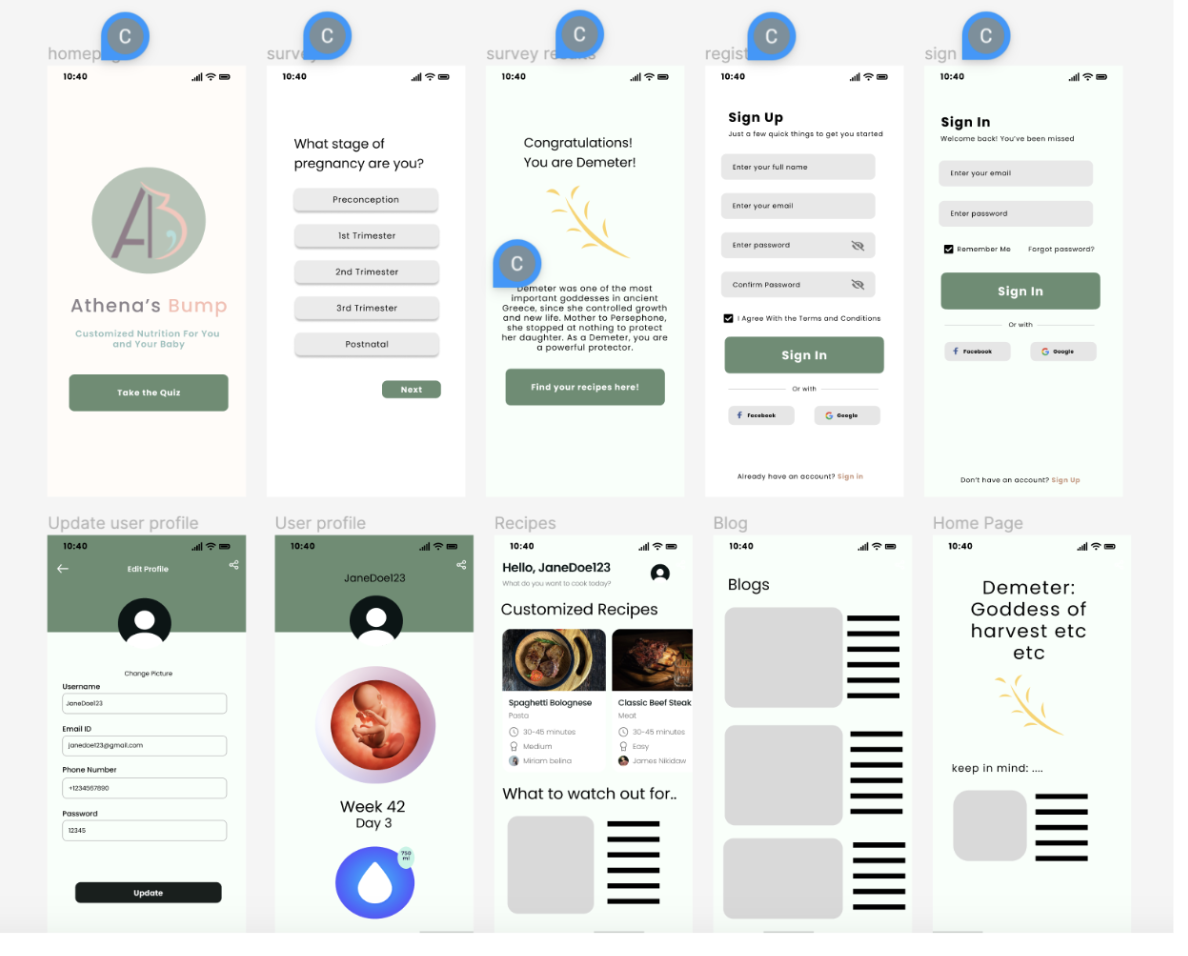 homepag
C
10:40
AB
Athena's Bump
Customized Nutrition For You
and Your Baby
Take the Quiz
surv
C
10:40
What stage of
pregnancy are you?
Preconception
1st Trimester
2nd Trimester
3rd Trimester
Postnatal
Next
survey results
C
10:40
Congratulations!
You are Demeter!
C
Demeter was one of the most
important goddesses in ancient
Greece, since she controlled growth
and new life. Mother to Persephone,
she stopped at nothing to protect
her daughter. As a Demeter, you are
a powerful protector.
Find your recipes here!
regist
C
10:40
Sign Up
Just a few quick things to get you started
Enter your full name
Enter your email
Enter password
Confirm Password
I Agree With the Terms and Conditions
Sign In
Or with
Facebook
Google
Already have an account? Sign in
sign
C
10:40
Sign In
Welcome back! You've been missed
Enter your email
Enter password
Remember Me
Forgot password?
Sign In
Or with
Facebook
Google
Don't have an account? Sign Up
Update user profile
10:40
Edit Profile
Change Picture
Username
JaneDoe123
Email ID
janedoe123@gmail.com
Phone Number
+1234567890
Password
12345
Update
User profile
10:40
JaneDoe123
Week 42
Day 3
750
ml
Recipes
10:40
Hello, JaneDoe123
What do you want to cook today?
Customized Recipes
Spaghetti Bolognese
Pasta
30-45 minutes
Medium
Miriam belina
Classic Beef Steak
Meat
30-45 minutes
Easy
James Nikidaw
What to watch out for..
Blog
10:40
Blogs
Home Page
10:40
Demeter:
Goddess of
harvest etc
etc
keep in mind: ....